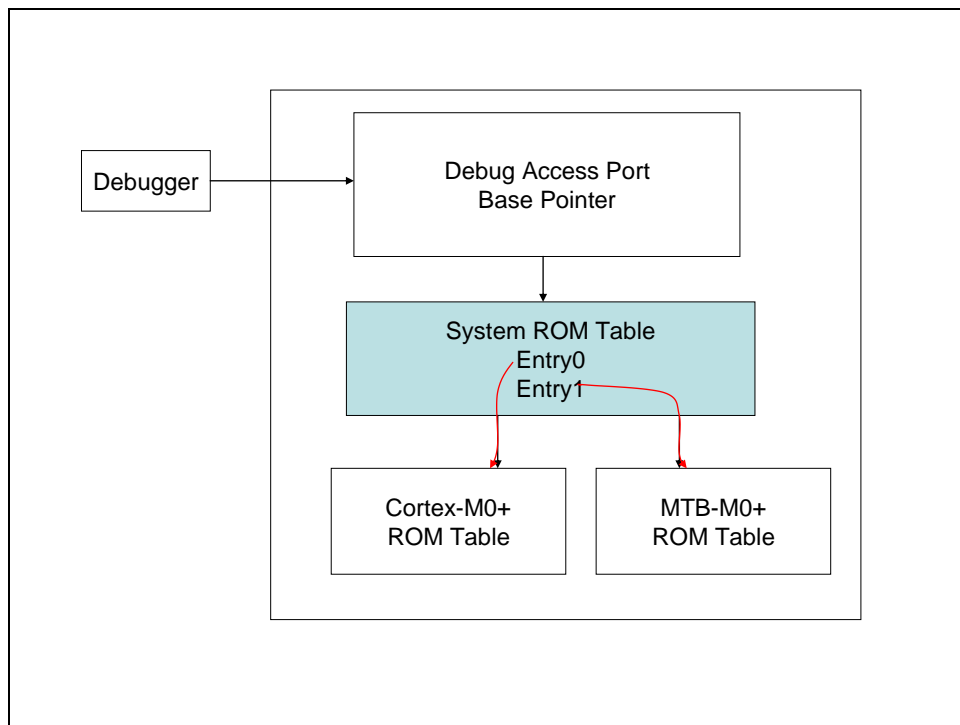 Debugger
Debug Access Port
Base Pointer
System ROM Table
Entry0
Entry1
Cortex-M0+
ROM Table
MTB-M0+
ROM Table